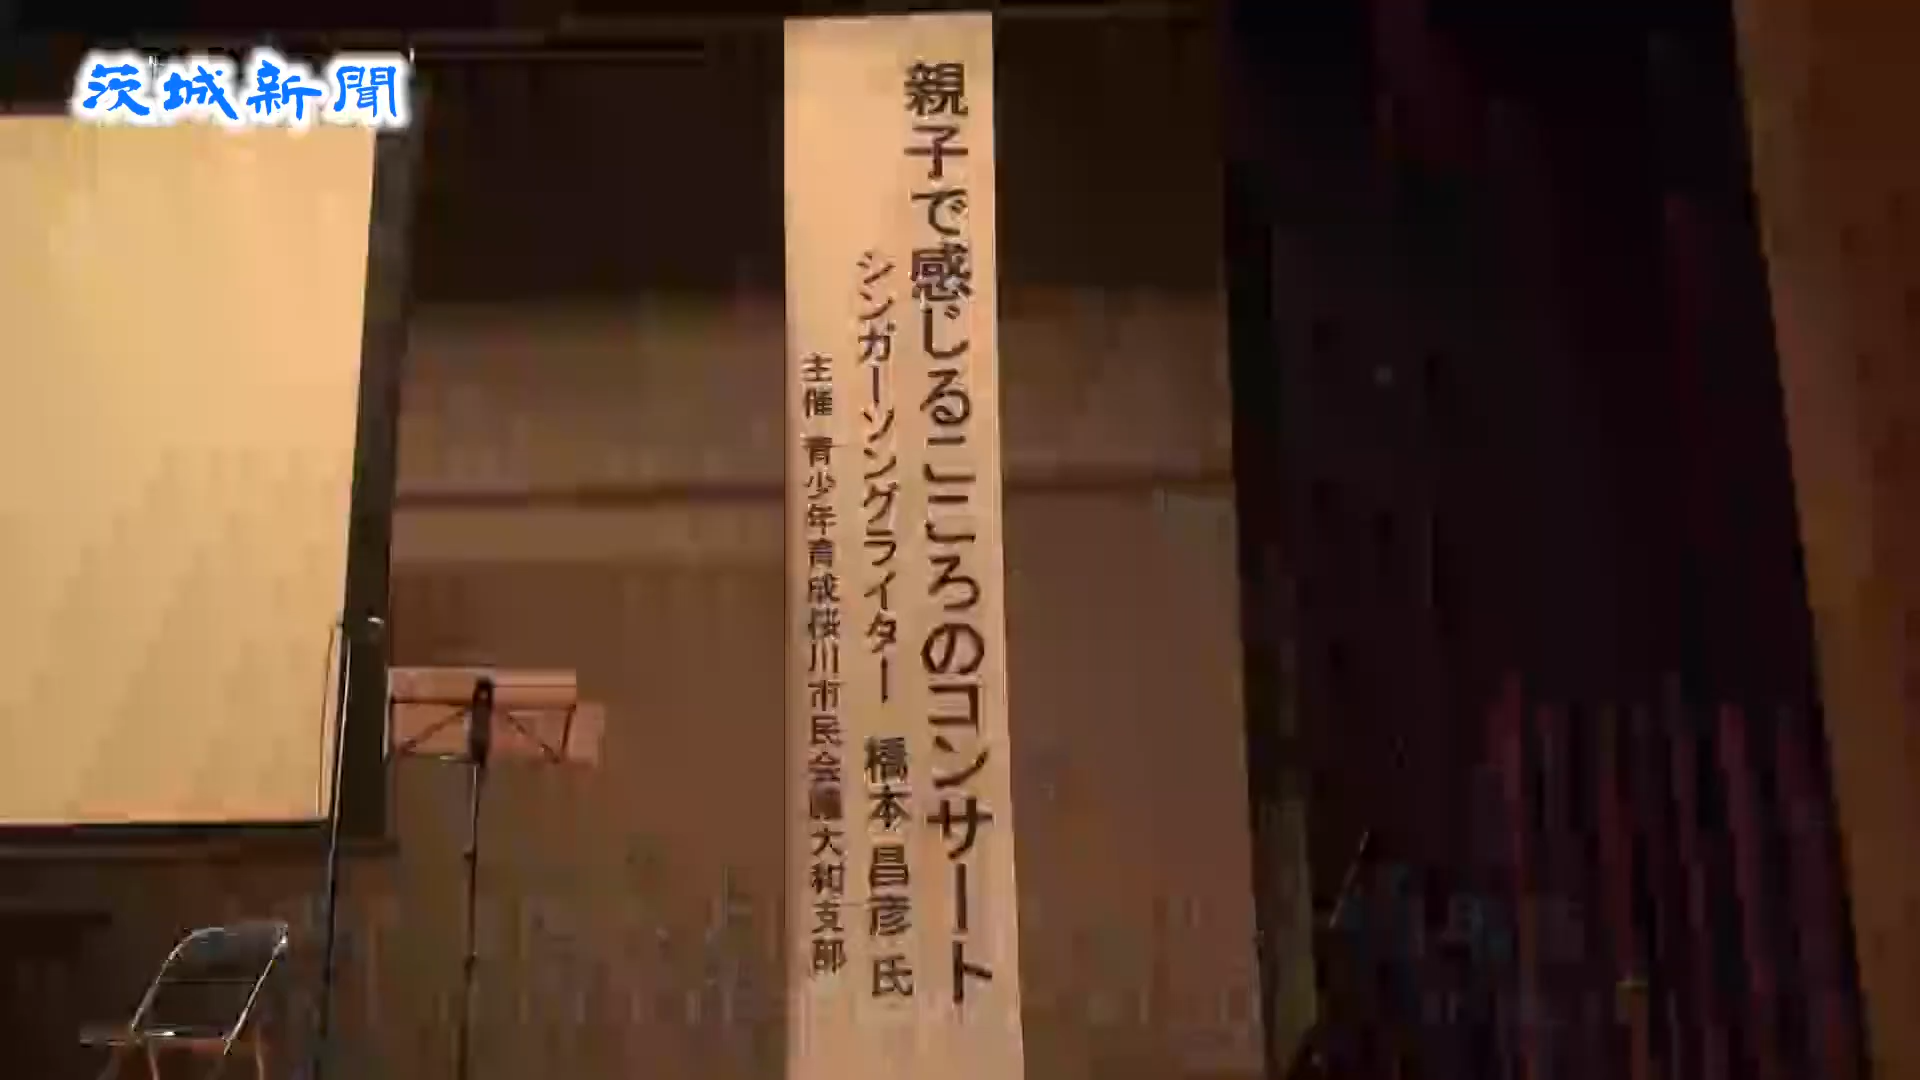 茨城新聞
親子で感じるこころのコンサート
シンガーソングライター 橋本昌彦氏
主催 青少年育成桜川市民会議大和支部